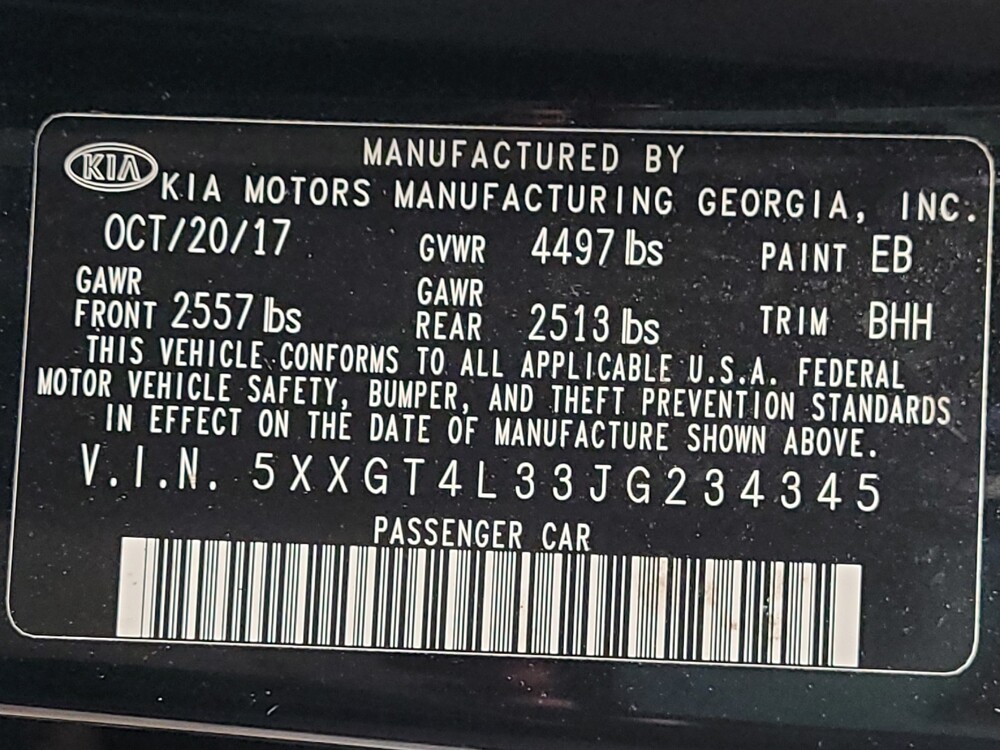 KIA
MANUFACTURED BY
KIA MOTORS MANUFACTURING GEORGIA, INC.
OCT/20/17 GVWR 4497 lbs PAINT EB
GAWR FRONT 2557 lbs GAWR REAR 2513 lbs TRIM BHH
THIS VEHICLE CONFORMS TO ALL APPLICABLE U.S.A. FEDERAL
MOTOR VEHICLE SAFETY, BUMPER, AND THEFT PREVENTION STANDARDS
IN EFFECT ON THE DATE OF MANUFACTURE SHOWN ABOVE.
V.I.N. 5XXGT4L33JG234345
PASSENGER CAR